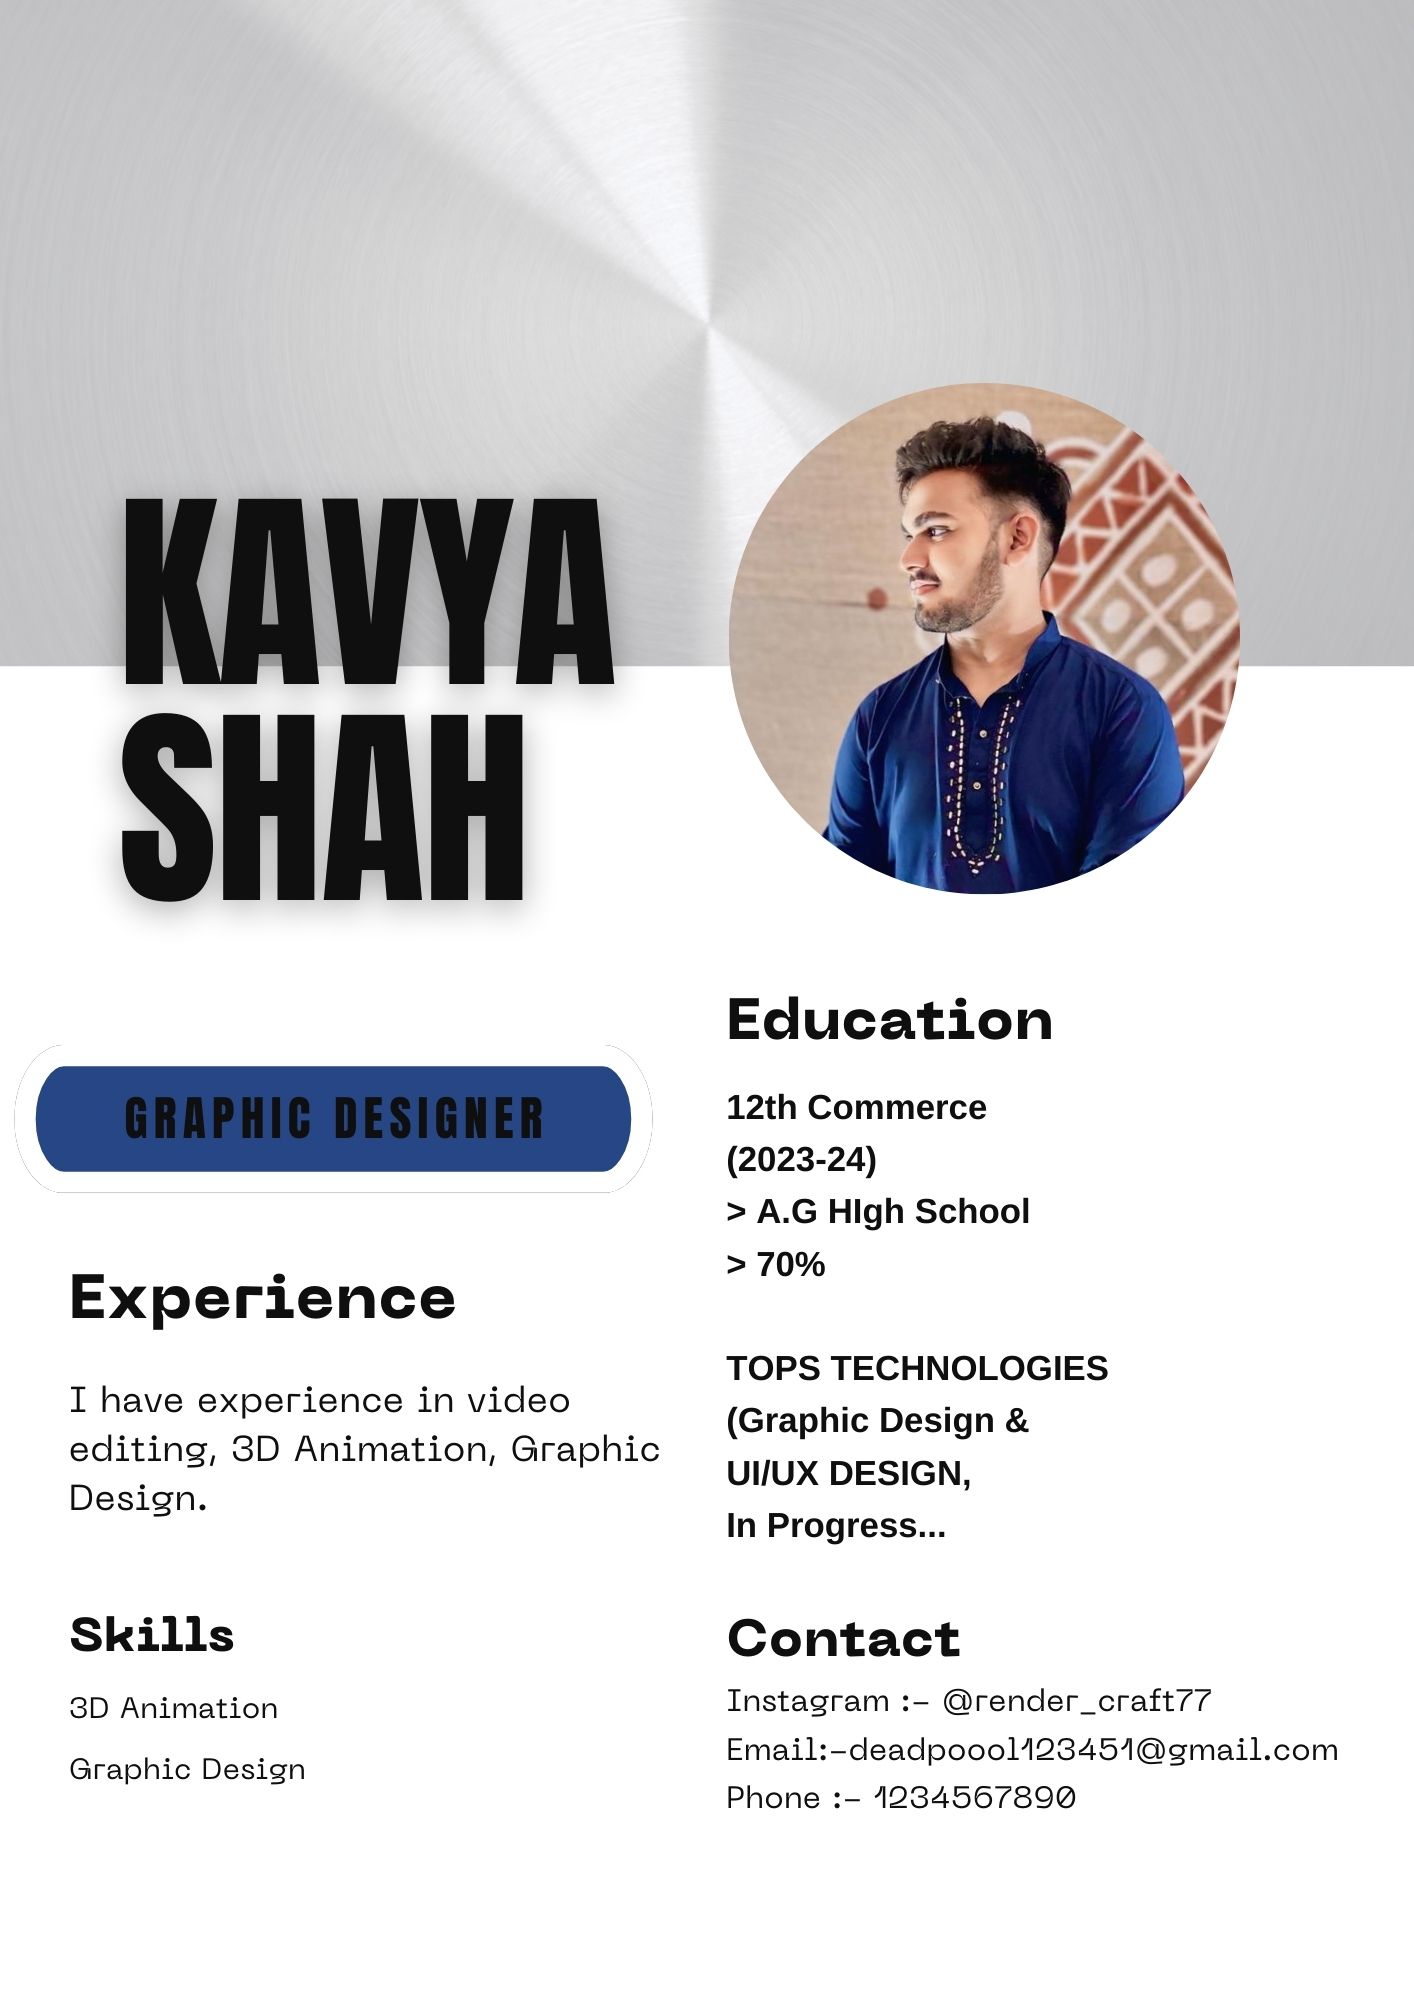 KAVYA
SHAH
GRAPHIC DESIGNER
Experience
I have experience in video
editing, 3D Animation, Graphic
Design.
Skills
3D Animation
Graphic Design
Education
12th Commerce
(2023-24)
> A.G HIgh School
> 70%
TOPS TECHNOLOGIES
(Graphic Design &
UI/UX DESIGN,
In Progress...
Contact
Instagram :- @render_craft77
Email:-deadpoool123451@gmail.com
Phone :- 1234567890